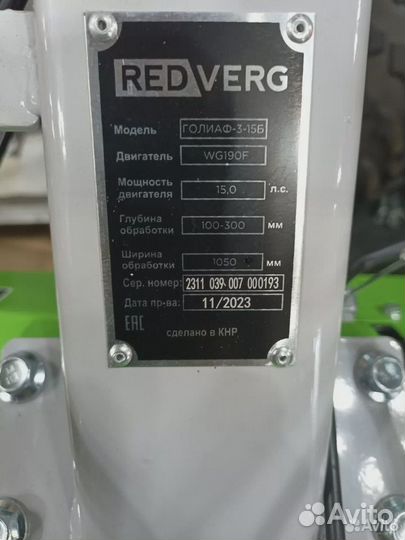 REDVERG
Модель ГОЛИАФ-3-15Б
Двигатель WG190F
Мощность двигателя 15,0 л.с.
Глубина обработки 100-300 мм
Ширина обработки 1050 мм
Сер. номер: 2311 039 007 000193
Дата пр-ва: 11/2023
EAC сделано в КНР
Avito